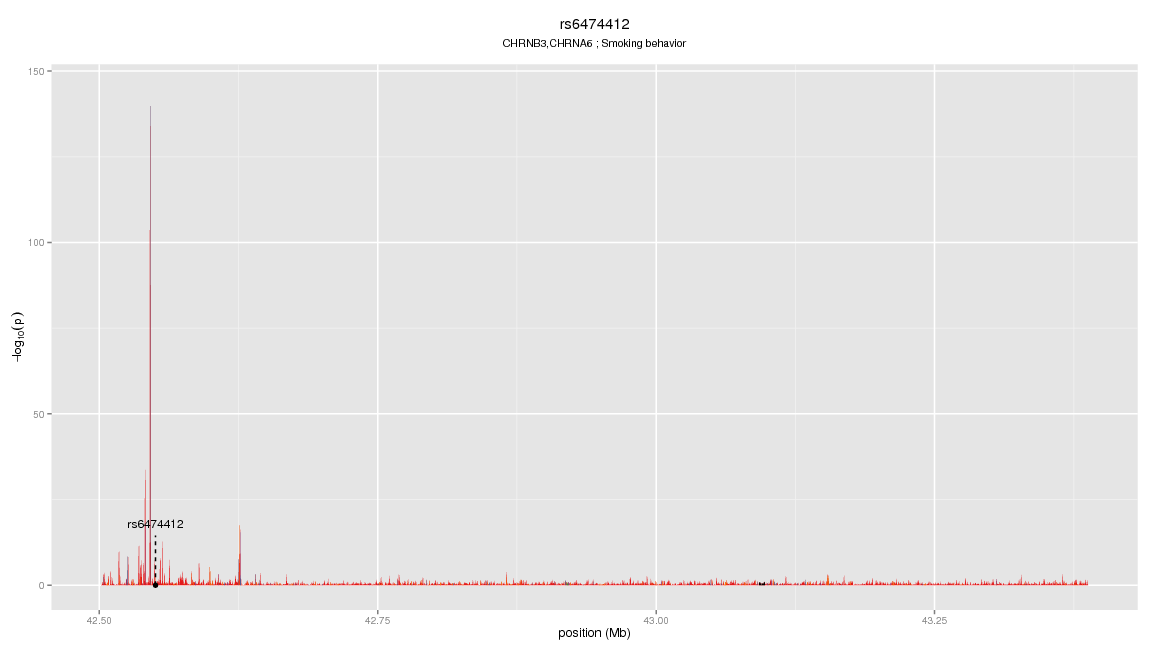 rs6474412
CHRNB3,CHRNA6 ; Smoking behavior
150
100
50
0
−log10(p)
rs6474412
42.50
42.75
43.00
43.25
position (Mb)